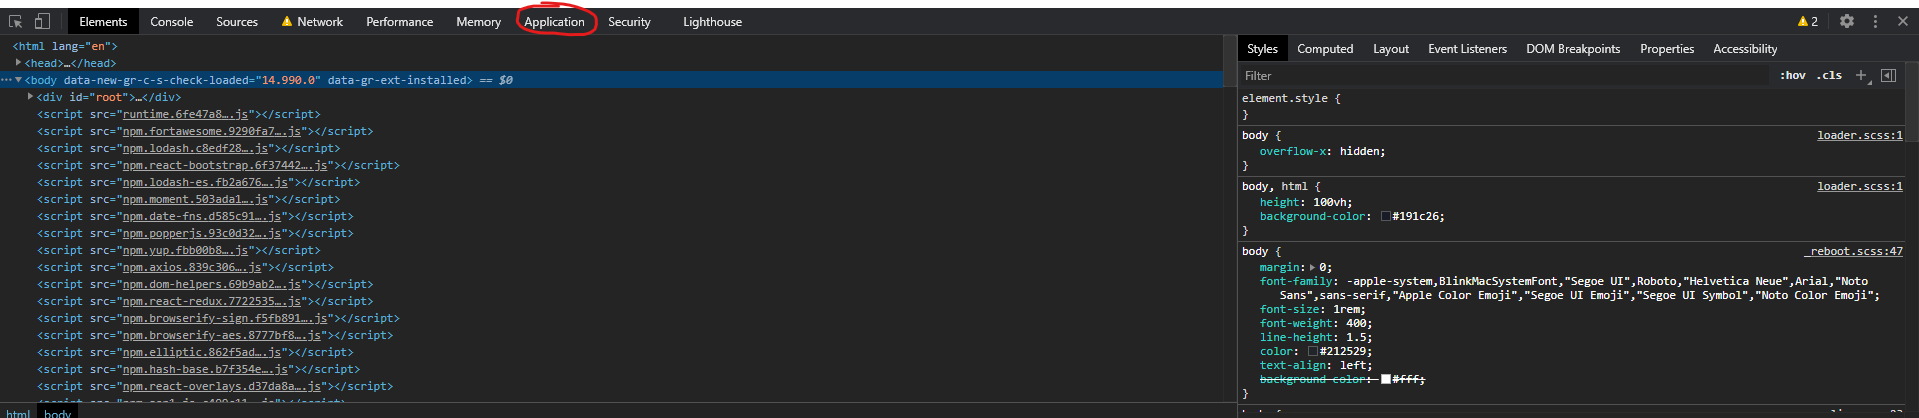 Elements Console Sources Network Performance Memory Application Security Lighthouse 2
<html lang="en">
<head>…</head>
<body data-new-gr-c-s-check-loaded="14.990.0" data-gr-ext-installed> == $0
<div id="root">…</div>
<script src="runtime.6fe47a8….js"></script>
<script src="npm.fortawesome.9290fa7….js"></script>
<script src="npm.lodash.c8edf28….js"></script>
<script src="npm.react-bootstrap.6f37442….js"></script>
<script src="npm.lodash-es.fb2a676….js"></script>
<script src="npm.moment.503ada1….js"></script>
<script src="npm.date-fns.d585c91….js"></script>
<script src="npm.popperjs.93c0d32….js"></script>
<script src="npm.yup.fbb00b8….js"></script>
<script src="npm.axios.839c306….js"></script>
<script src="npm.dom-helpers.69b9ab2….js"></script>
<script src="npm.react-redux.7722535….js"></script>
<script src="npm.browserify-sign.f5fb891….js"></script>
<script src="npm.browserify-aes.8777bf8….js"></script>
<script src="npm.elliptic.862f5ad….js"></script>
<script src="npm.hash-base.b7f354e….js"></script>
<script src="npm.react-overlays.d37da8a….js"></script>
html body
Styles Computed Layout Event Listeners DOM Breakpoints Properties Accessibility
Filter :hov .cls +
element.style {
}
body { loader.scss:1
overflow-x: hidden;
}
body, html { loader.scss:1
height: 100vh;
background-color: #191c26;
}
body { _reboot.scss:47
margin: 0;
font-family: -apple-system,BlinkMacSystemFont,"Segoe UI",Roboto,"Helvetica Neue",Arial,"Noto
Sans",sans-serif,"Apple Color Emoji","Segoe UI Emoji","Segoe UI Symbol","Noto Color Emoji";
font-size: 1rem;
font-weight: 400;
line-height: 1.5;
color: #212529;
text-align: left;
background-color: #fff;
}